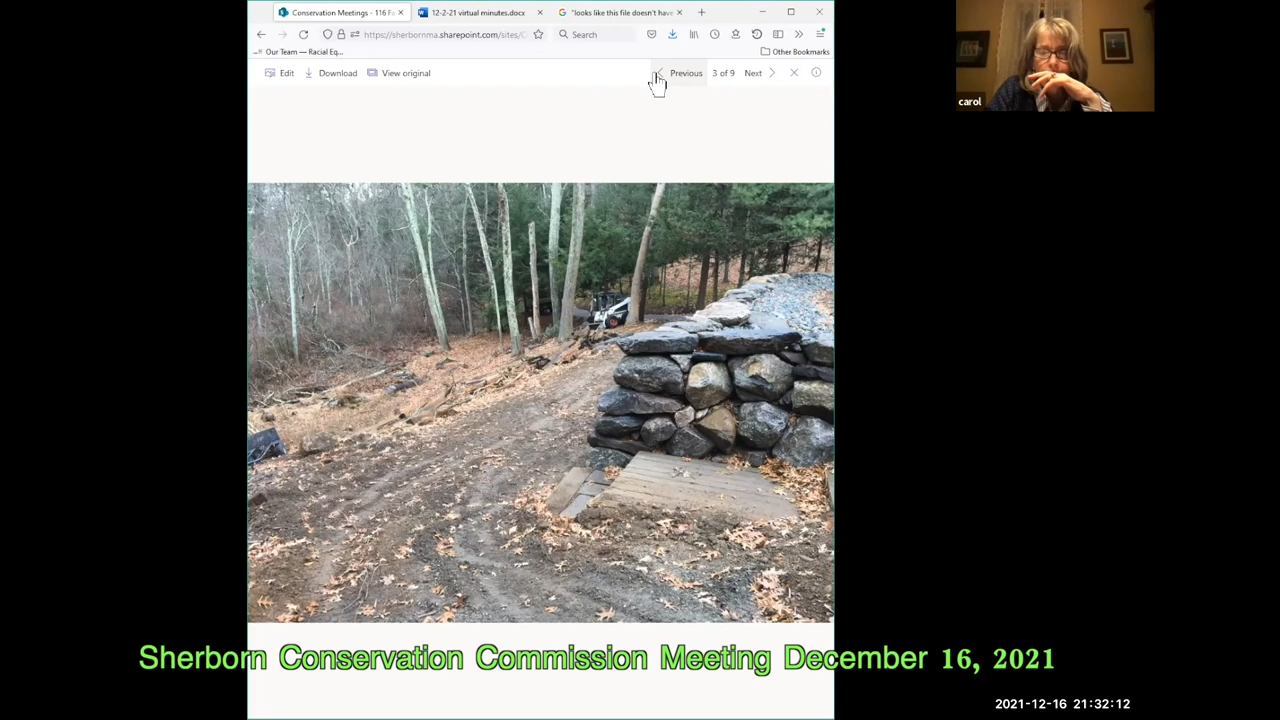 Conservation Meetings - 116 Fa
12-2-21 virtual minutes.docx
"looks like this file doesn't have
https://sherbornma.sharepoint.com/sites/C
Search
Our Team — Racial Eq...
Other Bookmarks
Edit
Download
View original
Previous
3 of 9
Next
carol
Sherborn Conservation Commission Meeting December 16, 2021
2021-12-16 21:32:12